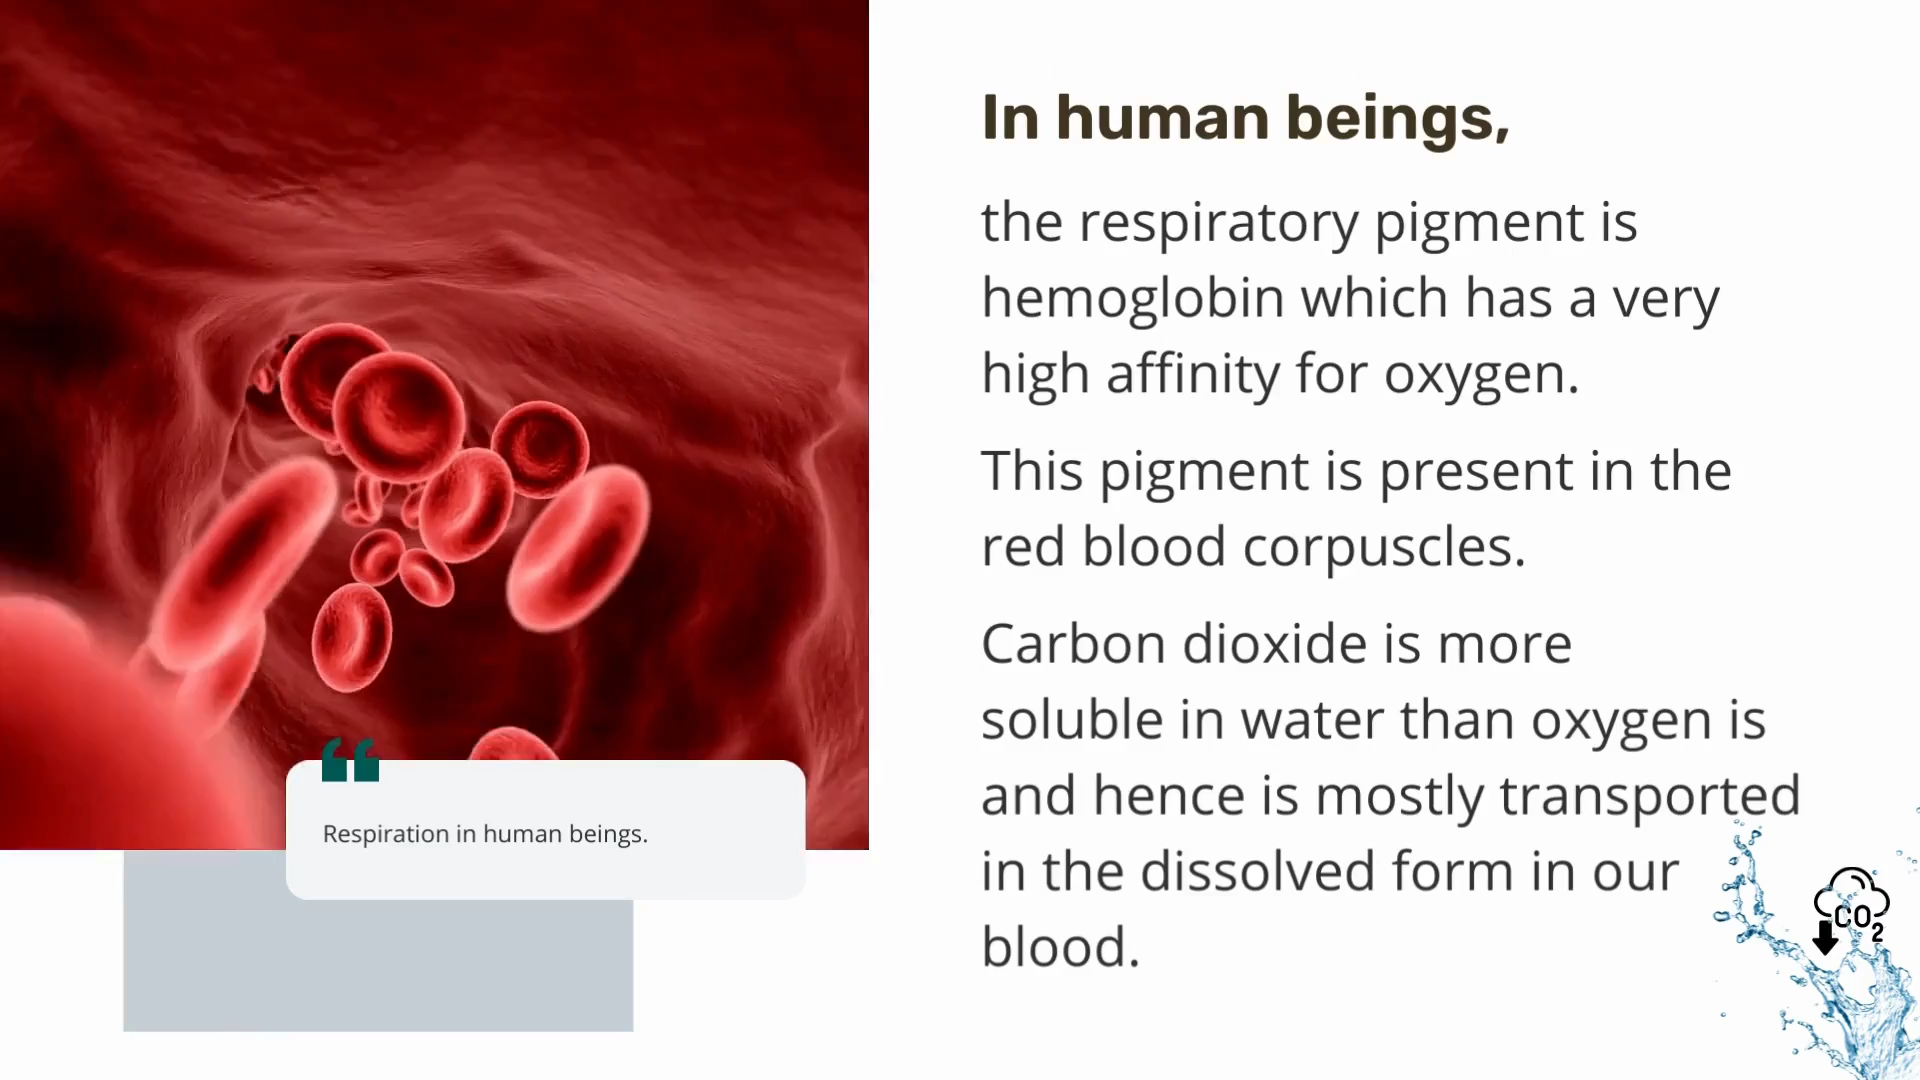 In human beings,
the respiratory pigment is
hemoglobin which has a very
high affinity for oxygen.
This pigment is present in the
red blood corpuscles.
Carbon dioxide is more
soluble in water than oxygen is
and hence is mostly transported
in the dissolved form in our
blood.
Respiration in human beings.
CO2